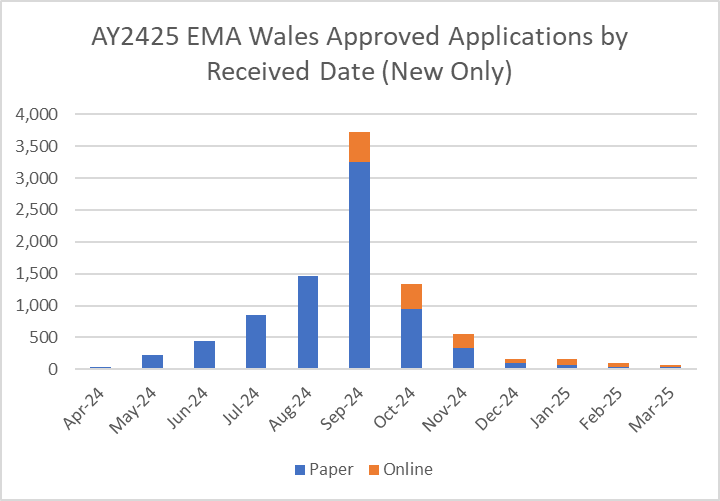 AY2425 EMA Wales Approved Applications by
Received Date (New Only)
4,000
3,500
3,000
2,500
2,000
1,500
1,000
500
0
Apr-24
May-24
Jun-24
Jul-24
Aug-24
Sep-24
Oct-24
Nov-24
Dec-24
Jan-25
Feb-25
Mar-25
Paper Online